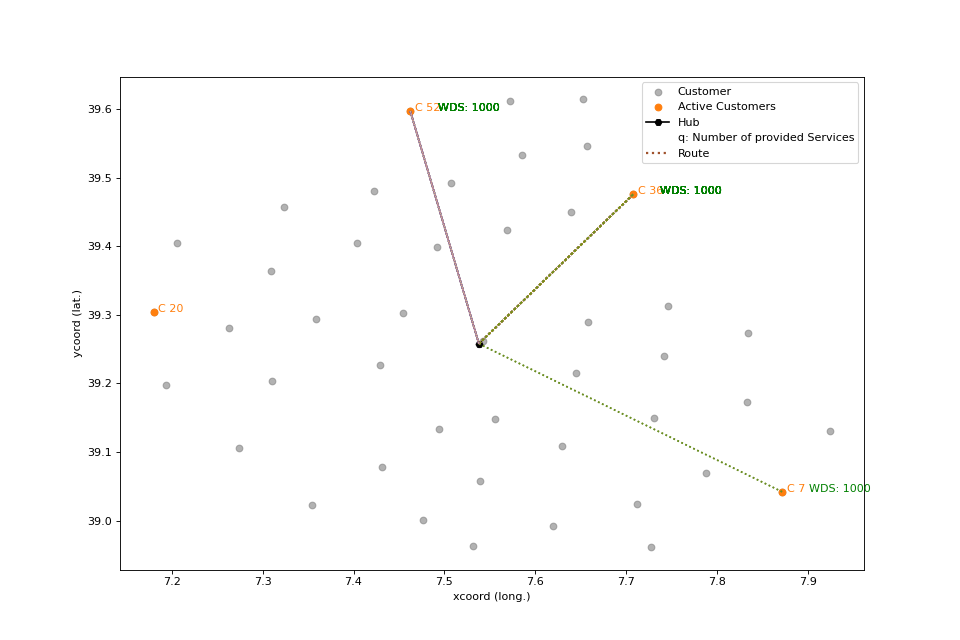 Customer
Active Customers
Hub
q: Number of provided Services
Route
C 52 WDS: 1000
C 36 WDS: 1000
C 20
C 7 WDS: 1000
39.6
39.5
39.4
39.3
39.2
39.1
39.0
ycoord (lat.)
7.2 7.3 7.4 7.5 7.6 7.7 7.8 7.9
xcoord (long.)